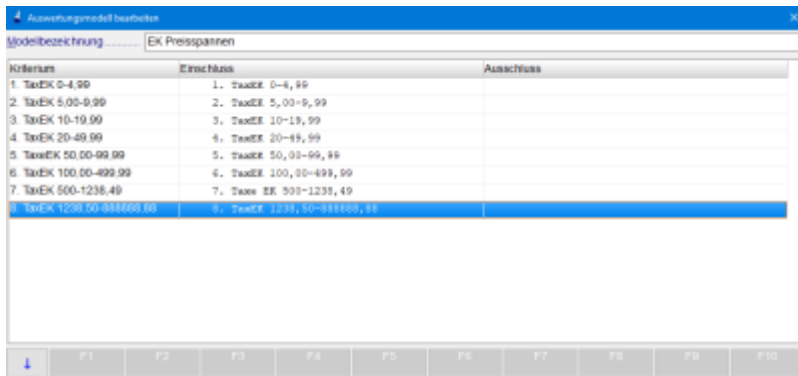 Auswertungsmodell bearbeiten
Modellbezeichnung......... EK Preisspannen
Kriterium Einschluss Ausschluss
1. TaxEK 0-4,99 1. TaxEK 0-4,99
2. TaxEK 5,00-9,99 2. TaxEK 5,00-9,99
3. TaxEK 10-19.99 3. TaxEK 10-19,99
4. TaxEK 20-49.99 4. TaxEK 20-49,99
5. TaxeEK 50,00-99,99 5. TaxEK 50,00-99,99
6. TaxEK 100,00-499,99 6. TaxEK 100,00-499,99
7. TaxEK 500-1238,49 7. Taxe EK 500-1238,49
8. TaxEK 1238,50-888888,88 8. TaxEK 1238,50-888888,88
F1 F2 F3 F4 F5 F6 F7 F8 F9 F10